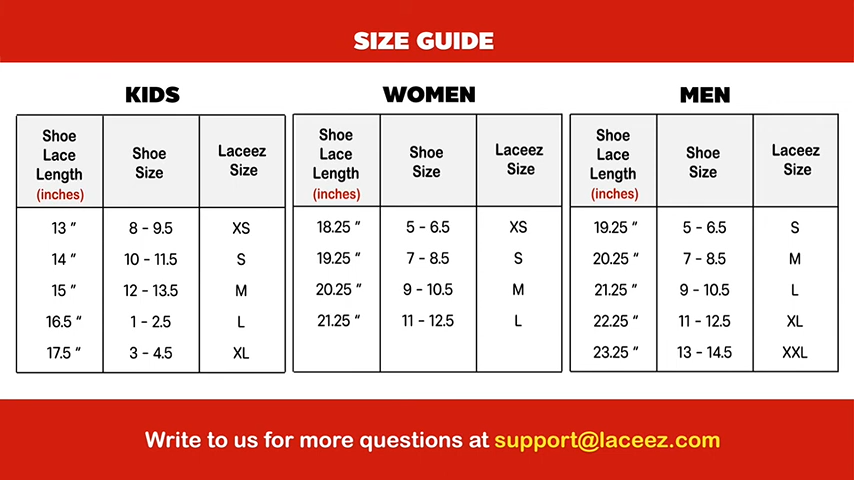 SIZE GUIDE
KIDS
Shoe Lace Length (inches) Shoe Size Laceez Size
13 " 8 - 9.5 XS
14 " 10 - 11.5 S
15 " 12 - 13.5 M
16.5 " 1 - 2.5 L
17.5 " 3 - 4.5 XL
WOMEN
Shoe Lace Length (inches) Shoe Size Laceez Size
18.25 " 5 - 6.5 XS
19.25 " 7 - 8.5 S
20.25 " 9 - 10.5 M
21.25 " 11 - 12.5 L
MEN
Shoe Lace Length (inches) Shoe Size Laceez Size
19.25 " 5 - 6.5 S
20.25 " 7 - 8.5 M
21.25 " 9 - 10.5 L
22.25 " 11 - 12.5 XL
23.25 " 13 - 14.5 XXL
Write to us for more questions at support@laceez.com